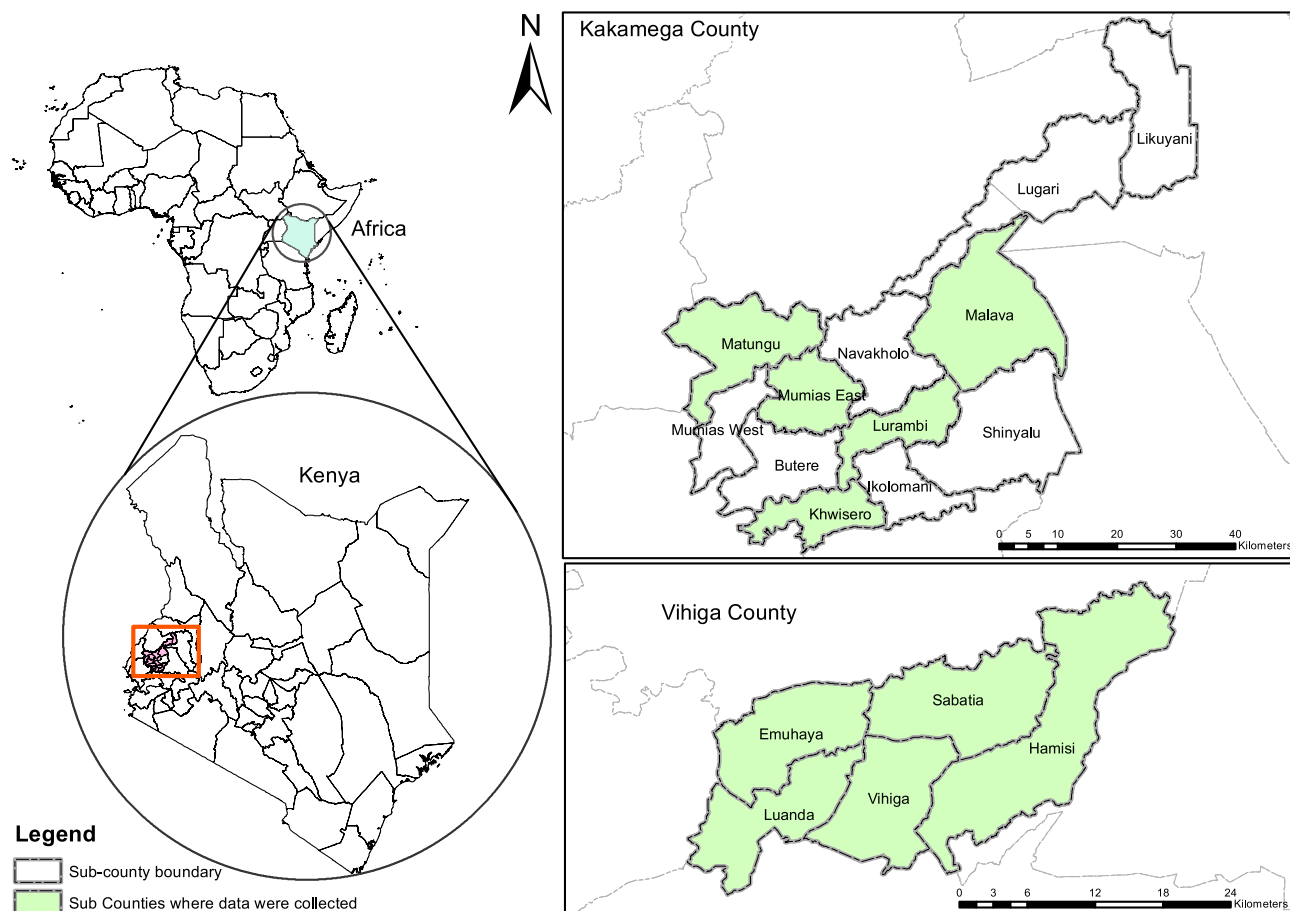 N
Africa
Kenya
Legend
Sub-county boundary
Sub Counties where data were collected
Kakamega County
Likuyani
Lugari
Malava
Matungu
Navakholo
Mumias East
Mumias West
Lurambi
Shinyalu
Butere
Ikolomani
Khwisero
0 5 10 20 30 40
Kilometers
Vihiga County
Sabatia
Emuhaya
Hamisi
Vihiga
Luanda
0 3 6 12 18 24
Kilometers